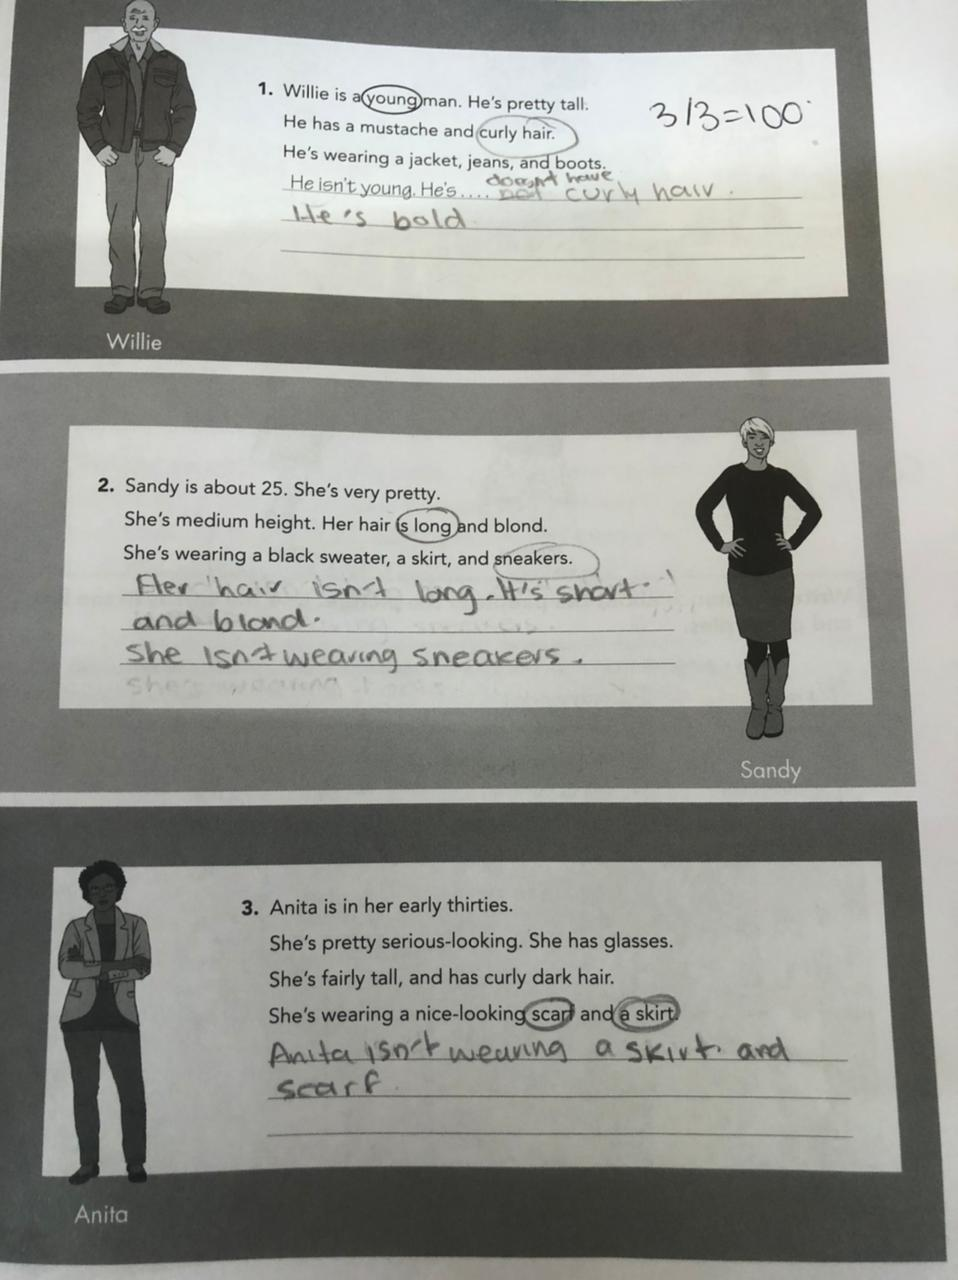 1. Willie is a young man. He's pretty tall.
3/3=100
He has a mustache and curly hair.
He's wearing a jacket, jeans, and boots.
doesn't have
He isn't young. He's.... not curly hair.
He's bold
Willie
2. Sandy is about 25. She's very pretty.
She's medium height. Her hair is long and blond.
She's wearing a black sweater, a skirt, and sneakers.
Her hair isn't long. It's short
and blond.
She isn't wearing sneakers.
She's wearing
Sandy
3. Anita is in her early thirties.
She's pretty serious-looking. She has glasses.
She's fairly tall, and has curly dark hair.
She's wearing a nice-looking scarf and a skirt.
Anita isn't wearing a skirt. and
scarf
Anita